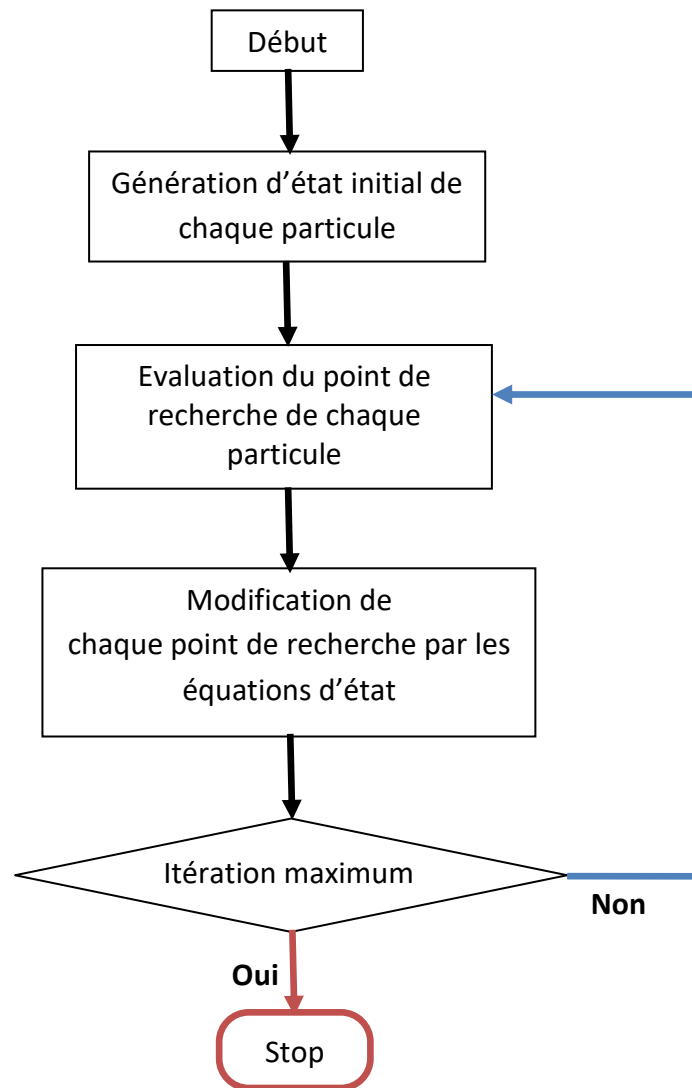 Début
Génération d’état initial de
chaque particule
Evaluation du point de
recherche de chaque
particule
Modification de
chaque point de recherche par les
équations d’état
Itération maximum
Non
Oui
Stop